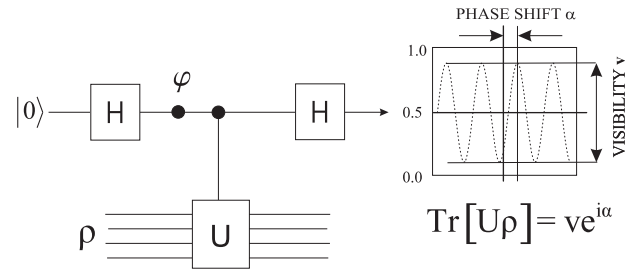 PHASE SHIFT α
φ
|0⟩ H H
1.0
0.5
0.0
VISIBILITY v
ρ U
Tr[Uρ] = ve^{iα}